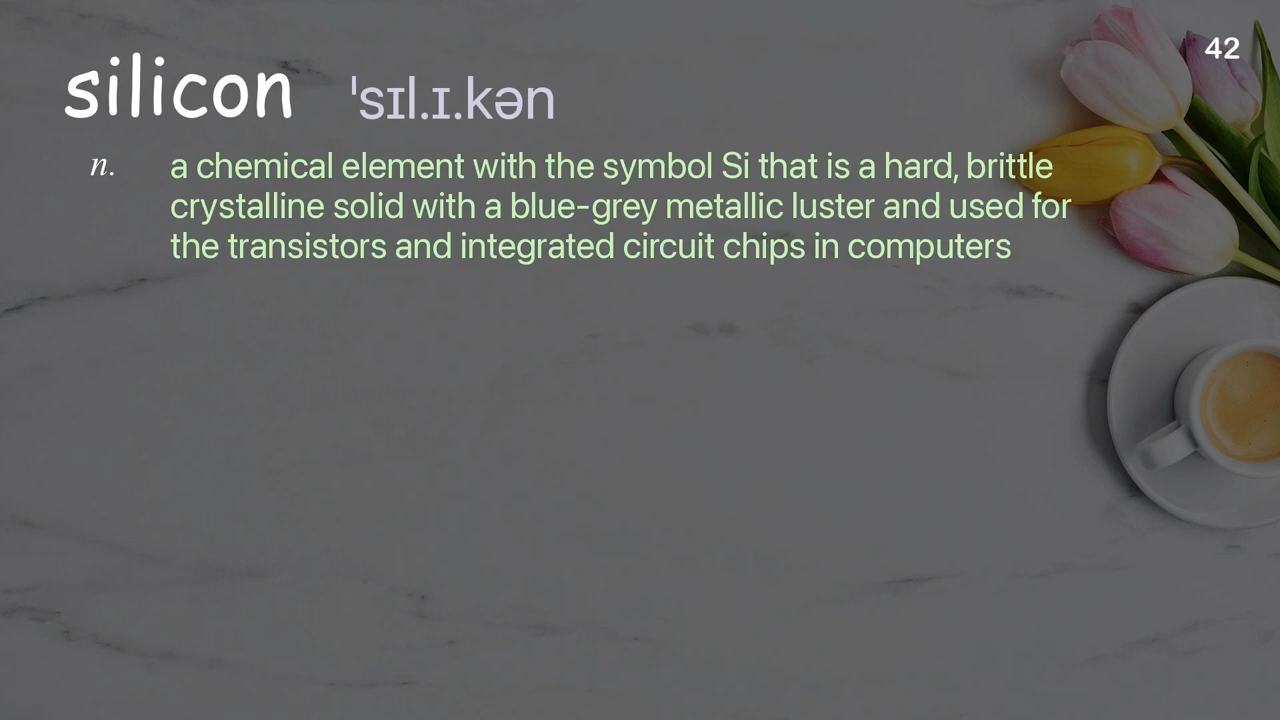 42
silicon ˈsɪl.ɪ.kən
n. a chemical element with the symbol Si that is a hard, brittle
crystalline solid with a blue-grey metallic luster and used for
the transistors and integrated circuit chips in computers